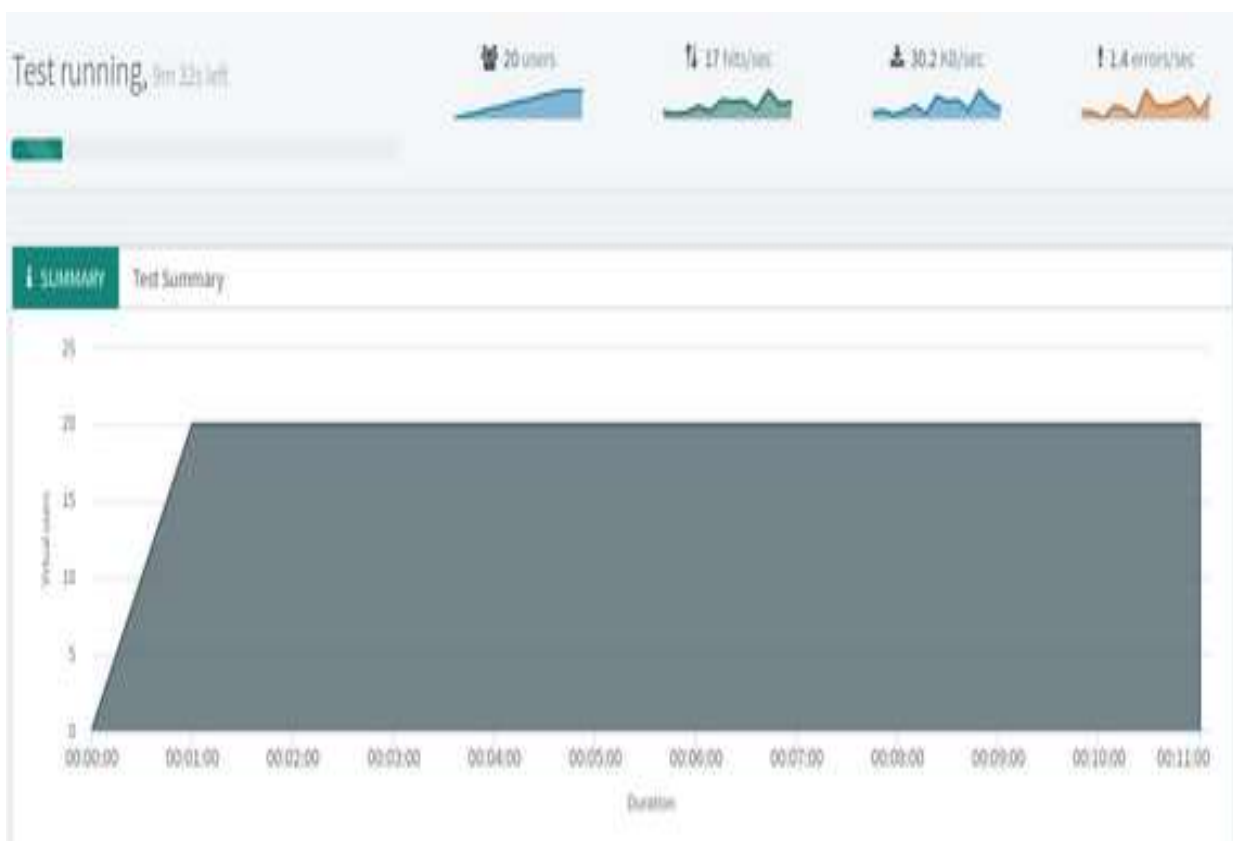 Test running, 9m 32s left
20 users
17 hits/sec
30.2 KB/sec
1.4 errors/sec
SUMMARY
Test Summary
25
20
15
10
5
0
Virtual users
00:00:00 00:01:00 00:02:00 00:03:00 00:04:00 00:05:00 00:06:00 00:07:00 00:08:00 00:09:00 00:10:00 00:11:00
Duration